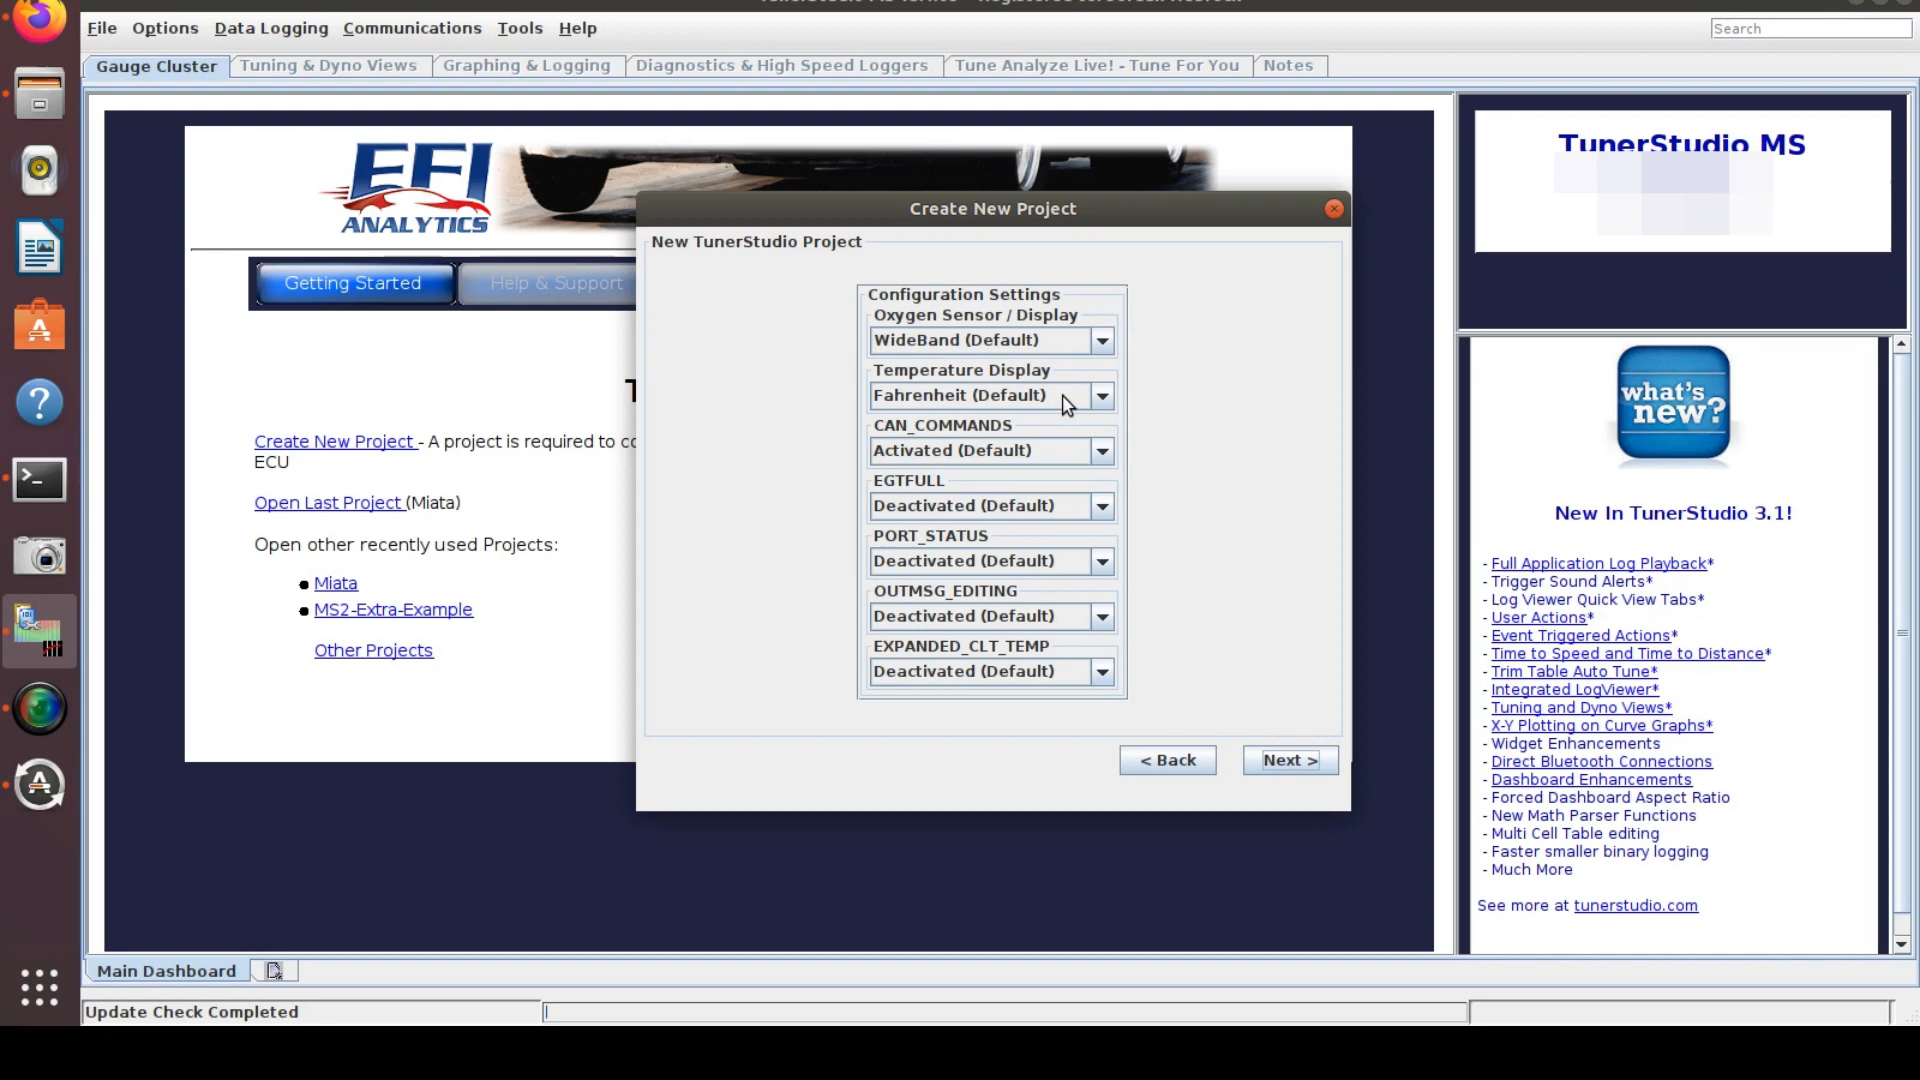 File Options Data Logging Communications Tools Help
Search
Gauge Cluster Tuning & Dyno Views Graphing & Logging Diagnostics & High Speed Loggers Tune Analyze Live! - Tune For You Notes
EFI
ANALYTICS
Getting Started
Help & Support
Create New Project - A project is required to co
ECU
Open Last Project (Miata)
Open other recently used Projects:
Miata
MS2-Extra-Example
Other Projects
Create New Project
New TunerStudio Project
Configuration Settings
Oxygen Sensor / Display
WideBand (Default)
Temperature Display
Fahrenheit (Default)
CAN_COMMANDS
Activated (Default)
EGTFULL
Deactivated (Default)
PORT_STATUS
Deactivated (Default)
OUTMSG_EDITING
Deactivated (Default)
EXPANDED_CLT_TEMP
Deactivated (Default)
< Back
Next >
TunerStudio MS
what's new?
New In TunerStudio 3.1!
- Full Application Log Playback*
- Trigger Sound Alerts*
- Log Viewer Quick View Tabs*
- User Actions*
- Event Triggered Actions*
- Time to Speed and Time to Distance*
- Trim Table Auto Tune*
- Integrated LogViewer*
- Tuning and Dyno Views*
- X-Y Plotting on Curve Graphs*
- Widget Enhancements
- Direct Bluetooth Connections
- Dashboard Enhancements
- Forced Dashboard Aspect Ratio
- New Math Parser Functions
- Multi Cell Table editing
- Faster smaller binary logging
- Much More
See more at tunerstudio.com
Main Dashboard
Update Check Completed